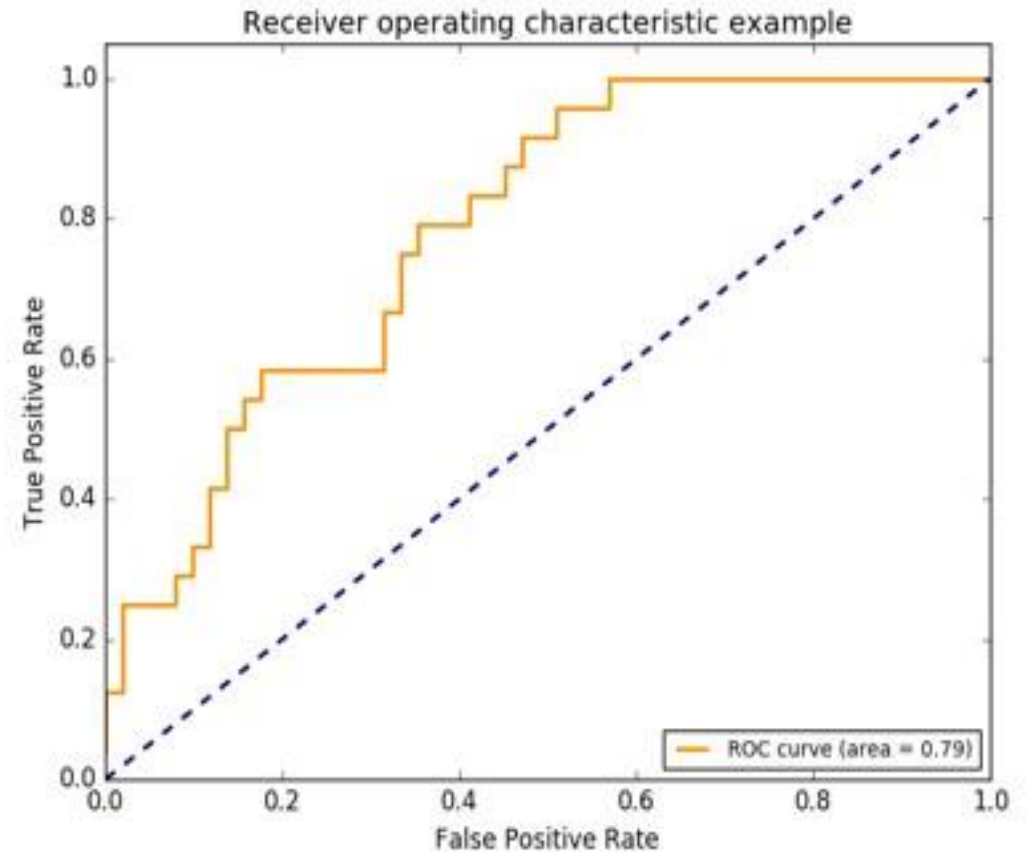 Receiver operating characteristic example
1.0
0.8
0.6
0.4
0.2
0.0
True Positive Rate
0.0 0.2 0.4 0.6 0.8 1.0
False Positive Rate
ROC curve (area = 0.79)